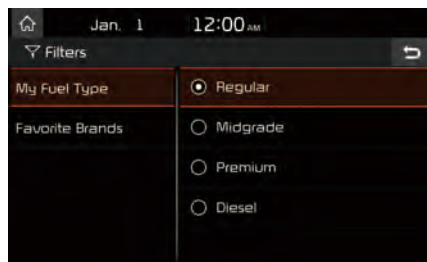 Jan. 1 12:00 AM
Filters
My Fuel Type
Favorite Brands
Regular
Midgrade
Premium
Diesel